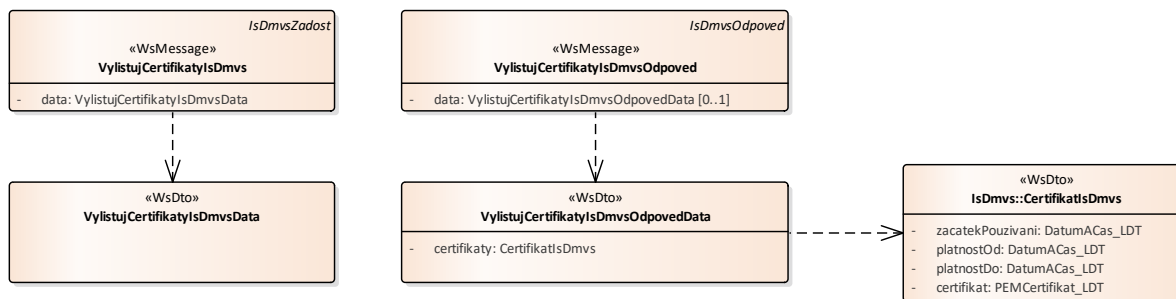 IsDmvsZadost
«WsMessage»
VylistujCertifikatyIsDmvs
- data: VylistujCertifikatyIsDmvsData
IsDmvsOdpoved
«WsMessage»
VylistujCertifikatyIsDmvsOdpoved
- data: VylistujCertifikatyIsDmvsOdpovedData [0..1]
«WsDto»
VylistujCertifikatyIsDmvsData
«WsDto»
VylistujCertifikatyIsDmvsOdpovedData
- certifikaty: CertifikatIsDmvs
«WsDto»
IsDmvs::CertifikatIsDmvs
- zacatekPouzivani: DatumACas_LDT
- platnostOd: DatumACas_LDT
- platnostDo: DatumACas_LDT
- certifikat: PEMCertifikat_LDT